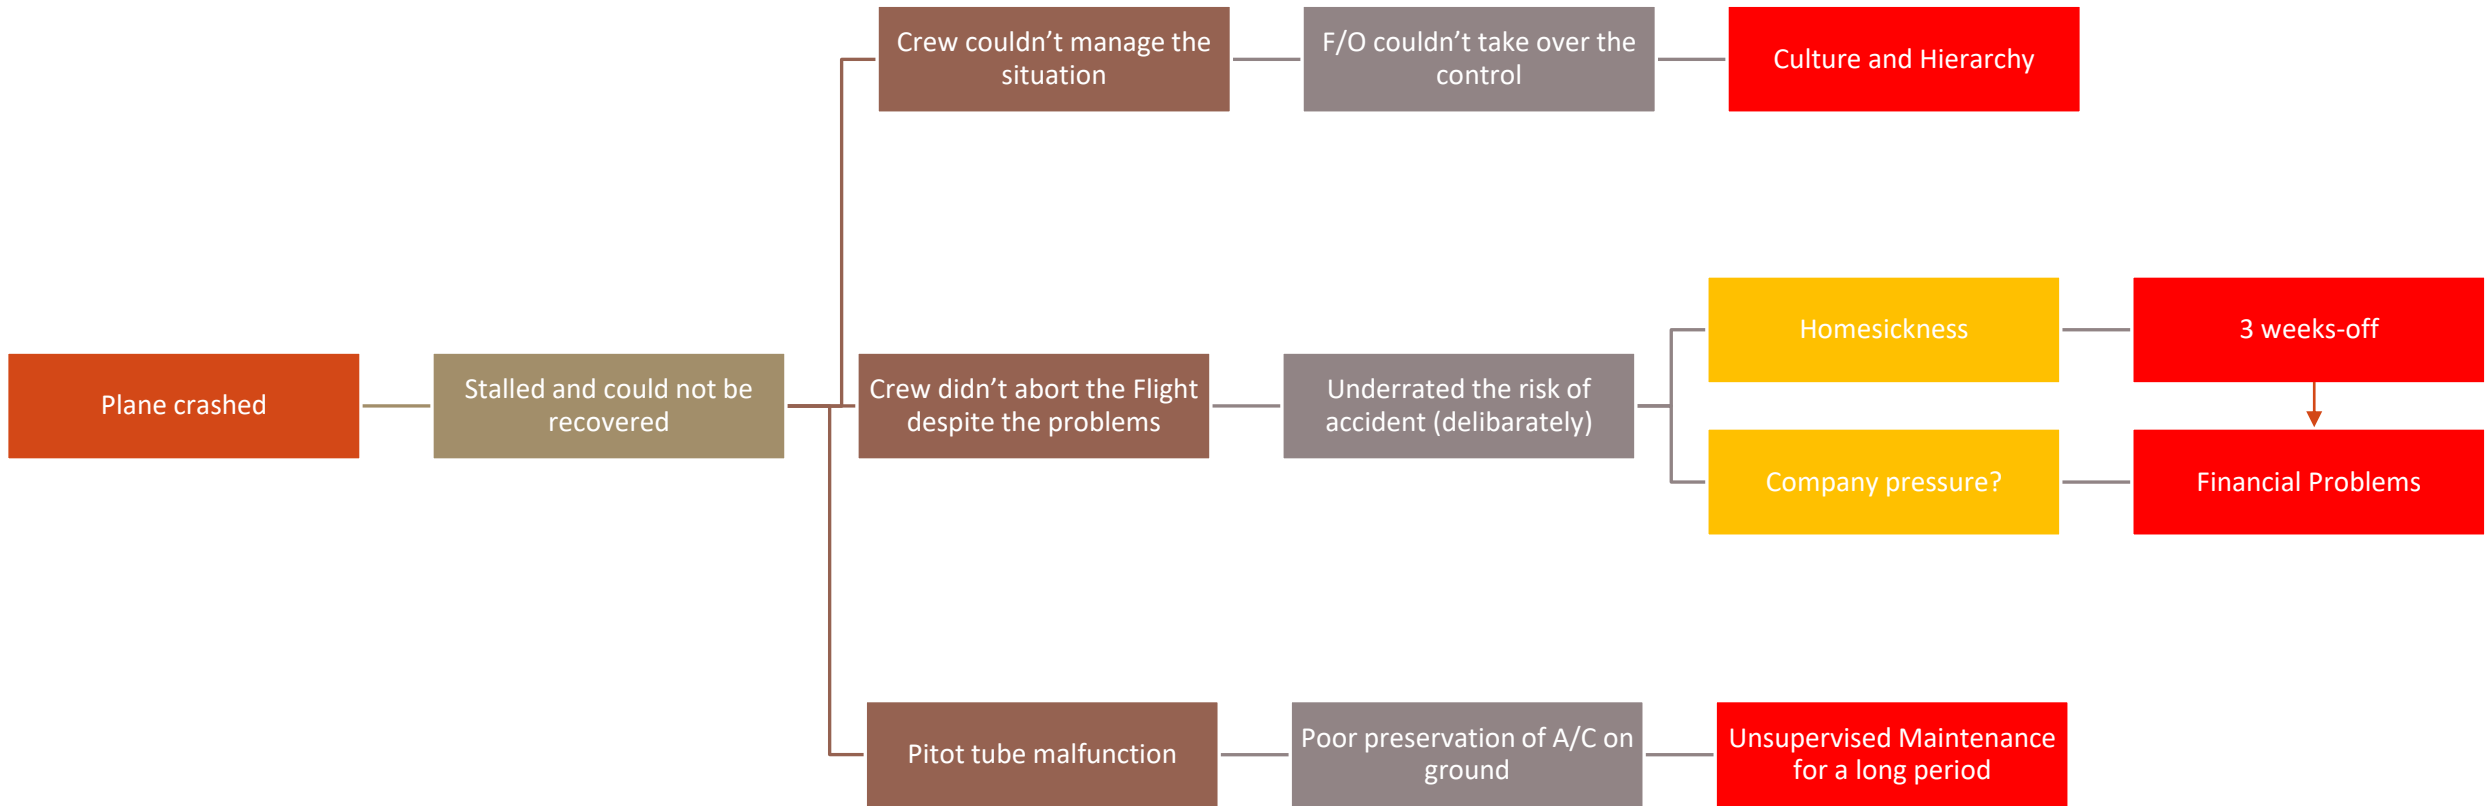 Crew couldn’t manage the
situation
F/O couldn’t take over the
control
Culture and Hierarchy
Plane crashed
Stalled and could not be
recovered
Crew didn’t abort the Flight
despite the problems
Underrated the risk of
accident (delibarately)
Homesickness
3 weeks-off
Company pressure?
Financial Problems
Pitot tube malfunction
Poor preservation of A/C on
ground
Unsupervised Maintenance
for a long period